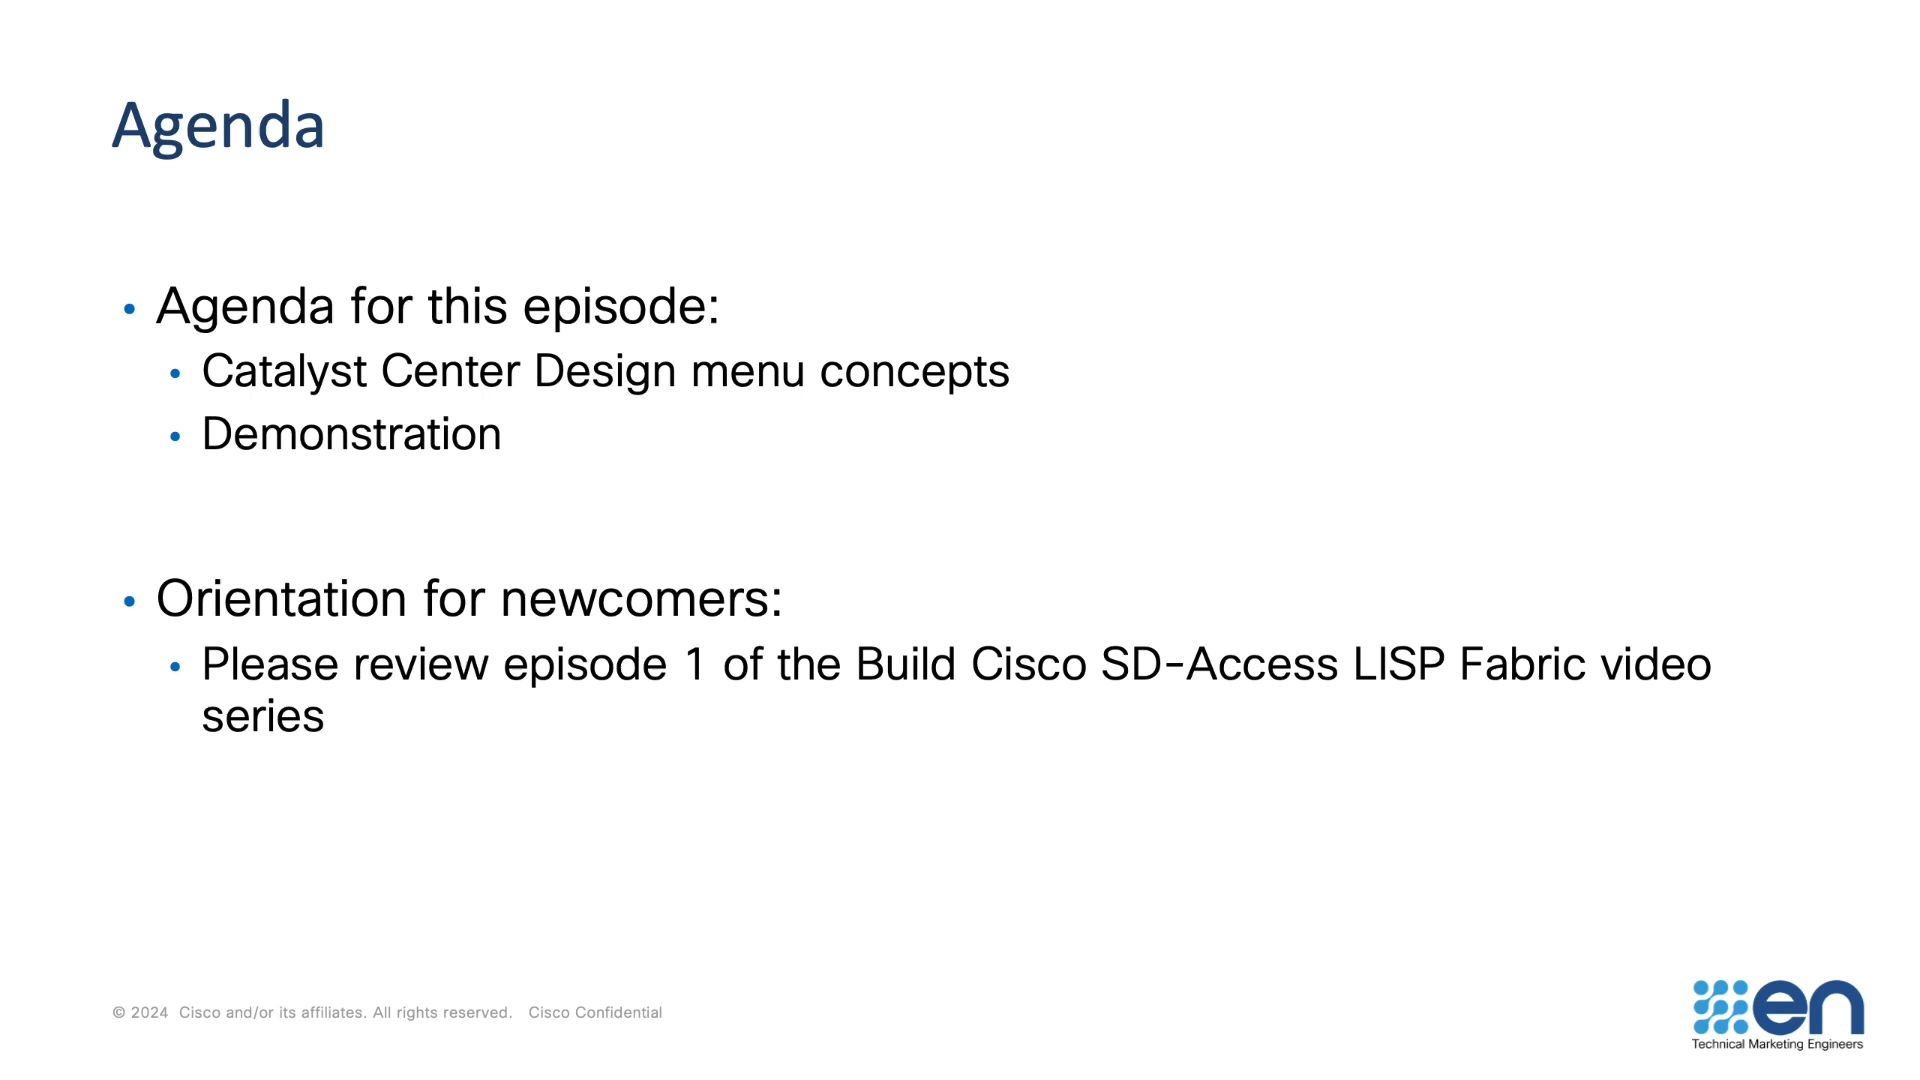 Agenda
• Agenda for this episode:
• Catalyst Center Design menu concepts
• Demonstration
• Orientation for newcomers:
• Please review episode 1 of the Build Cisco SD-Access LISP Fabric video
series
© 2024 Cisco and/or its affiliates. All rights reserved. Cisco Confidential
en
Technical Marketing Engineers